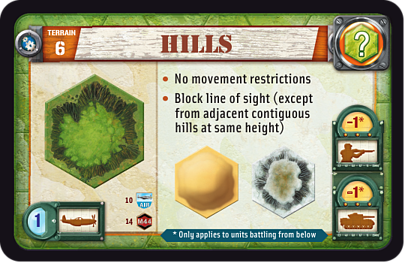 TERRAIN
6
HILLS
?
• No movement restrictions
• Block line of sight (except
from adjacent contiguous
hills at same height)
-1*
-1*
10 AIR
14 M44
1
* Only applies to units battling from below